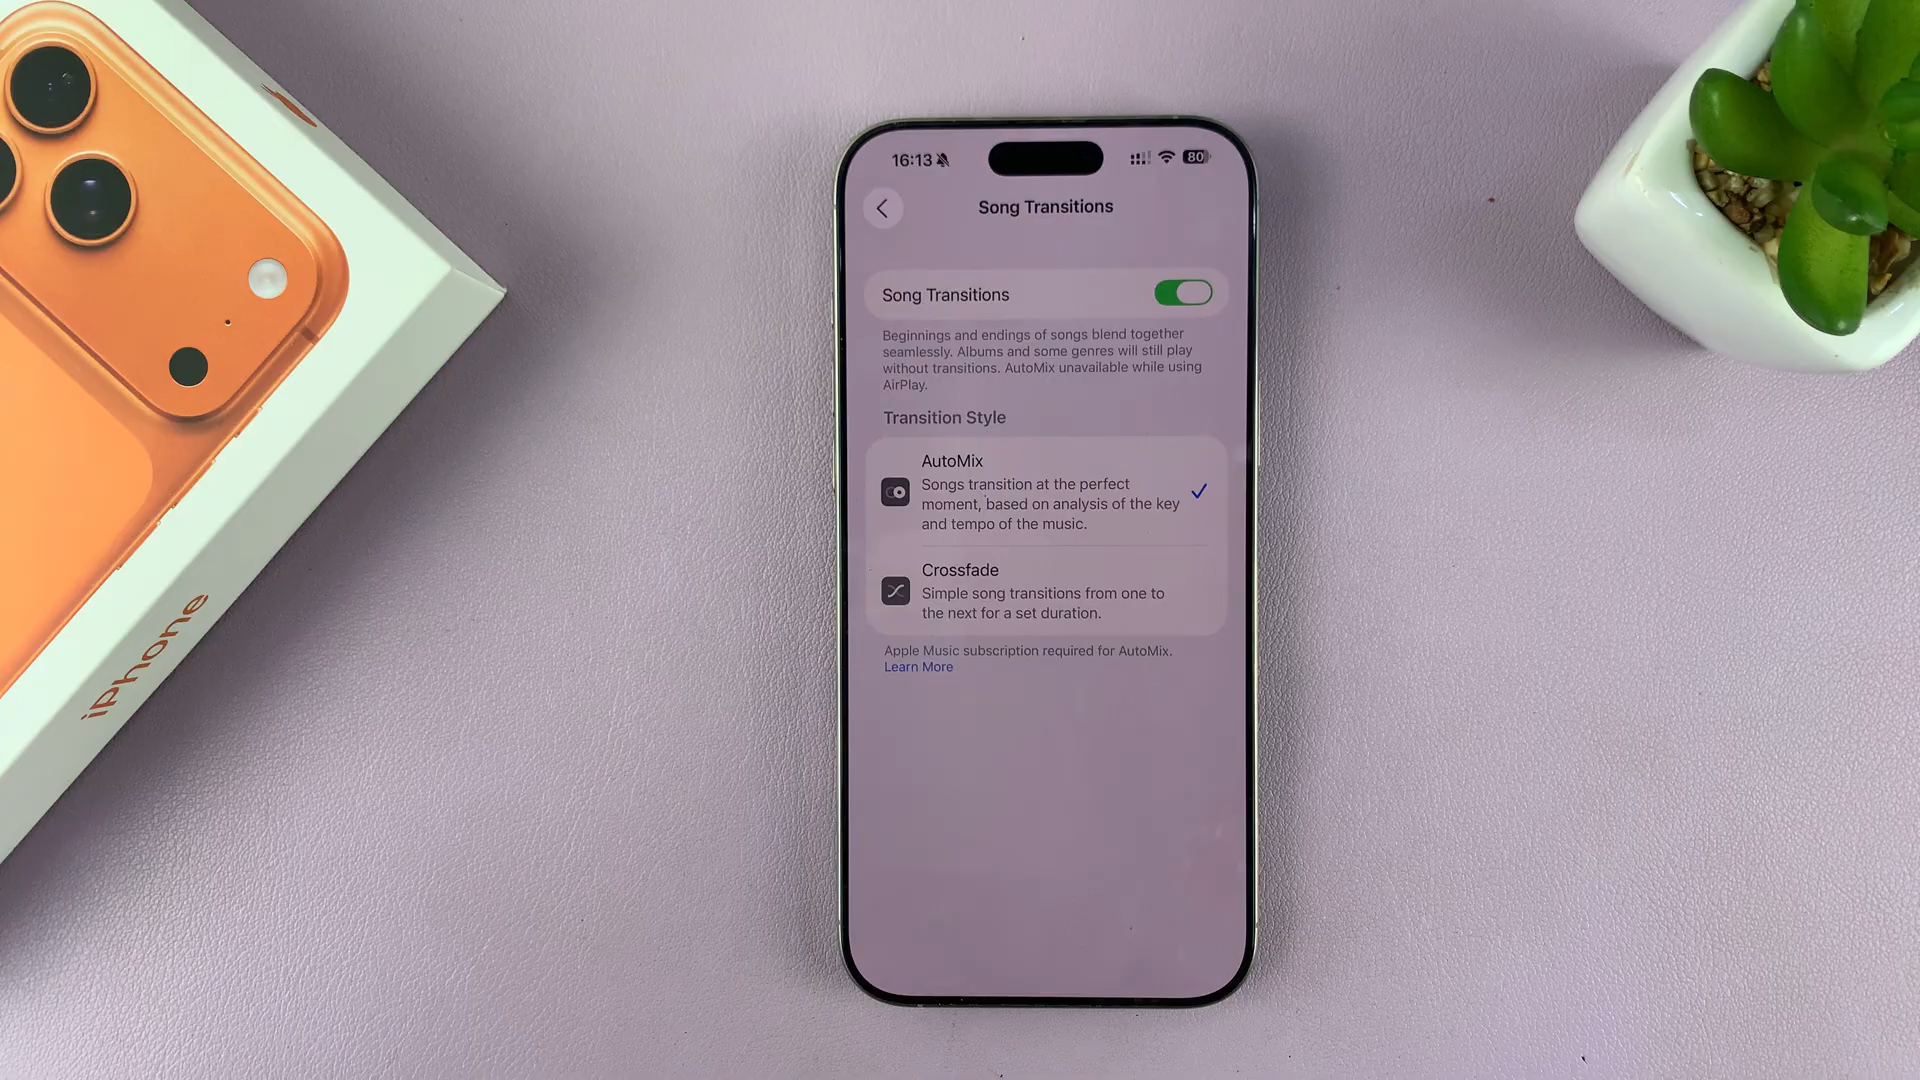 iPhone
16:13
80
Song Transitions
Song Transitions
Beginnings and endings of songs blend together
seamlessly. Albums and some genres will still play
without transitions. AutoMix unavailable while using
AirPlay.
Transition Style
AutoMix
Songs transition at the perfect
moment, based on analysis of the key
and tempo of the music.
Crossfade
Simple song transitions from one to
the next for a set duration.
Apple Music subscription required for AutoMix.
Learn More